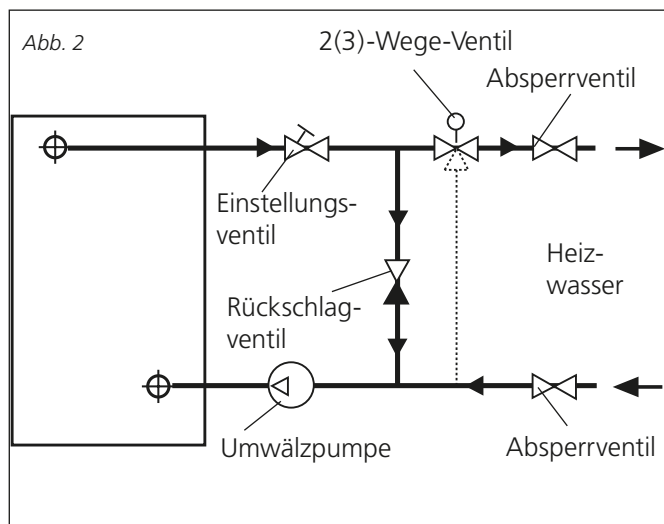 Abb. 2
2(3)-Wege-Ventil
Absperrventil
Einstellungs-
ventil
Heiz-
wasser
Rückschlag-
ventil
Umwälzpumpe
Absperrventil